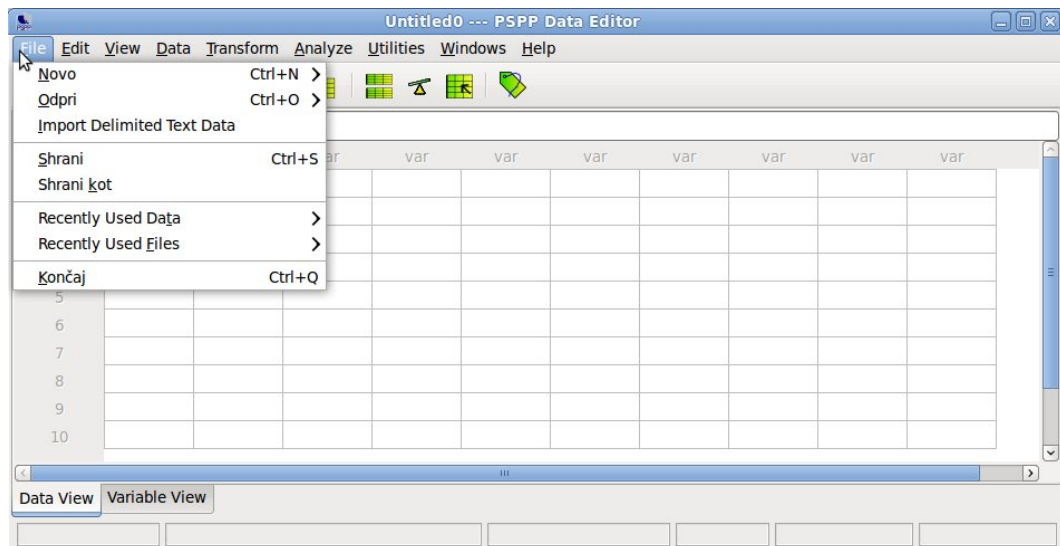 Untitled0 --- PSPP Data Editor
File Edit View Data Transform Analyze Utilities Windows Help
Novo Ctrl+N
Odpri Ctrl+O
Import Delimited Text Data
Shrani Ctrl+S
Shrani kot
Recently Used Data
Recently Used Files
Končaj Ctrl+Q
ar var var var var var var var
5
6
7
8
9
10
Data View Variable View